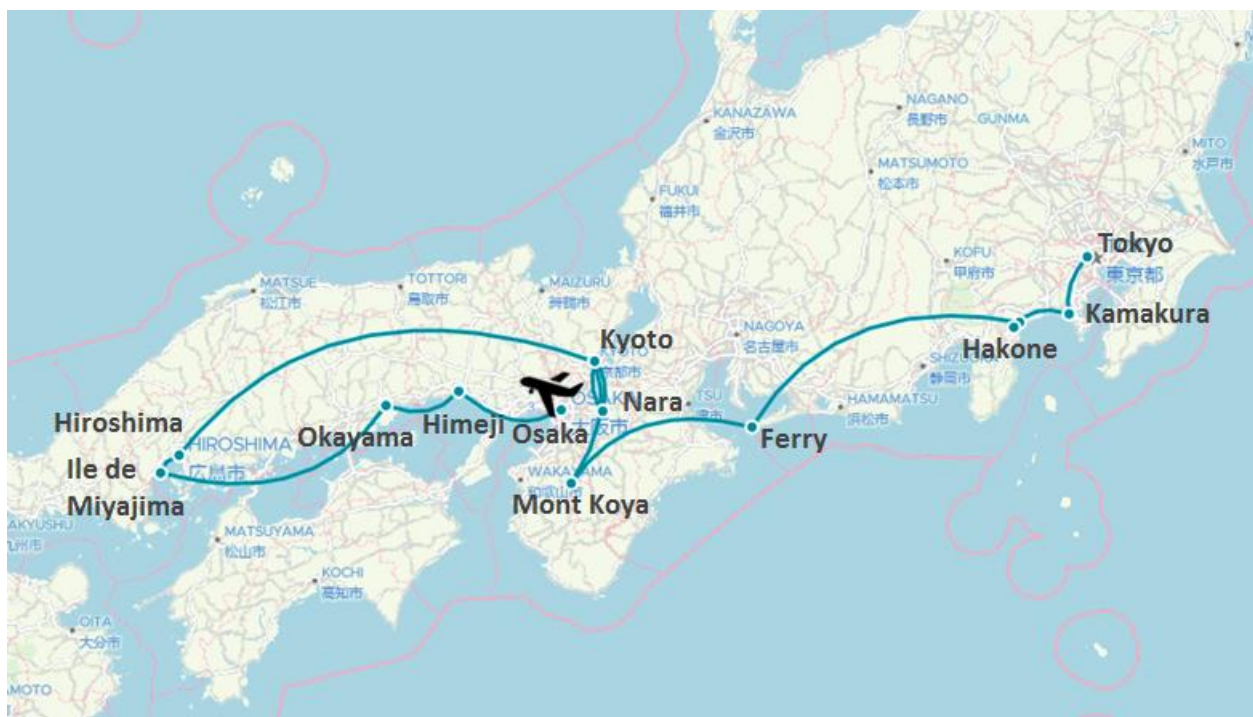 KANAZAWA
金沢市
NAGANO
長野市
GUNMA
MITO
水戸市
MATSUMOTO
松本市
FUKUI
福井市
Tokyo
東京都
KOFU
甲府市
MATSUE
松江市
TOTTORI
鳥取市
MAIZURU
舞鶴市
Kamakura
NAGOYA
名古屋市
Hakone
静岡市
Kyoto
KYOTO
京都市
Nara
TSU
津市
HAMAMATSU
浜松市
Hiroshima
HIROSHIMA
広島市
Okayama
Himeji
Osaka
大阪市
Ferry
Ile de
Miyajima
WAKAYAMA
和歌山市
Mont Koya
MATSUYAMA
松山市
KOCHI
高知市
OITA
大分市